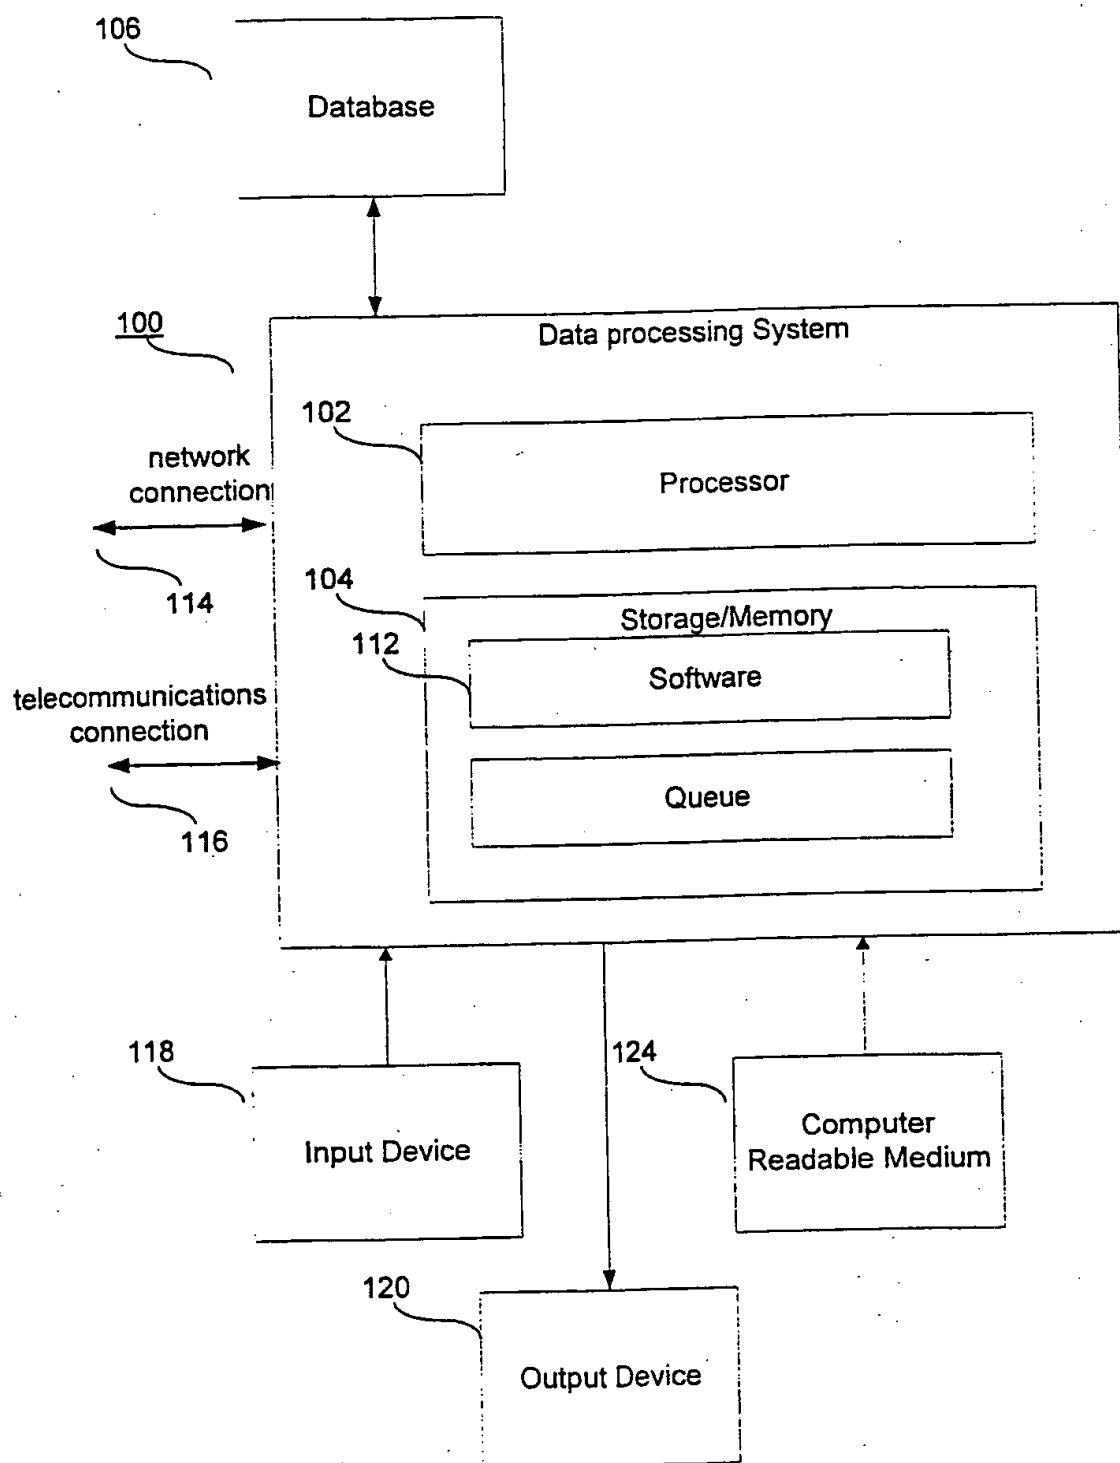 106
Database
100
Data processing System
102
network
connection
Processor
114
104
Storage/Memory
112
Software
telecommunications
connection
Queue
116
118
124
Input Device
Computer
Readable Medium
120
Output Device